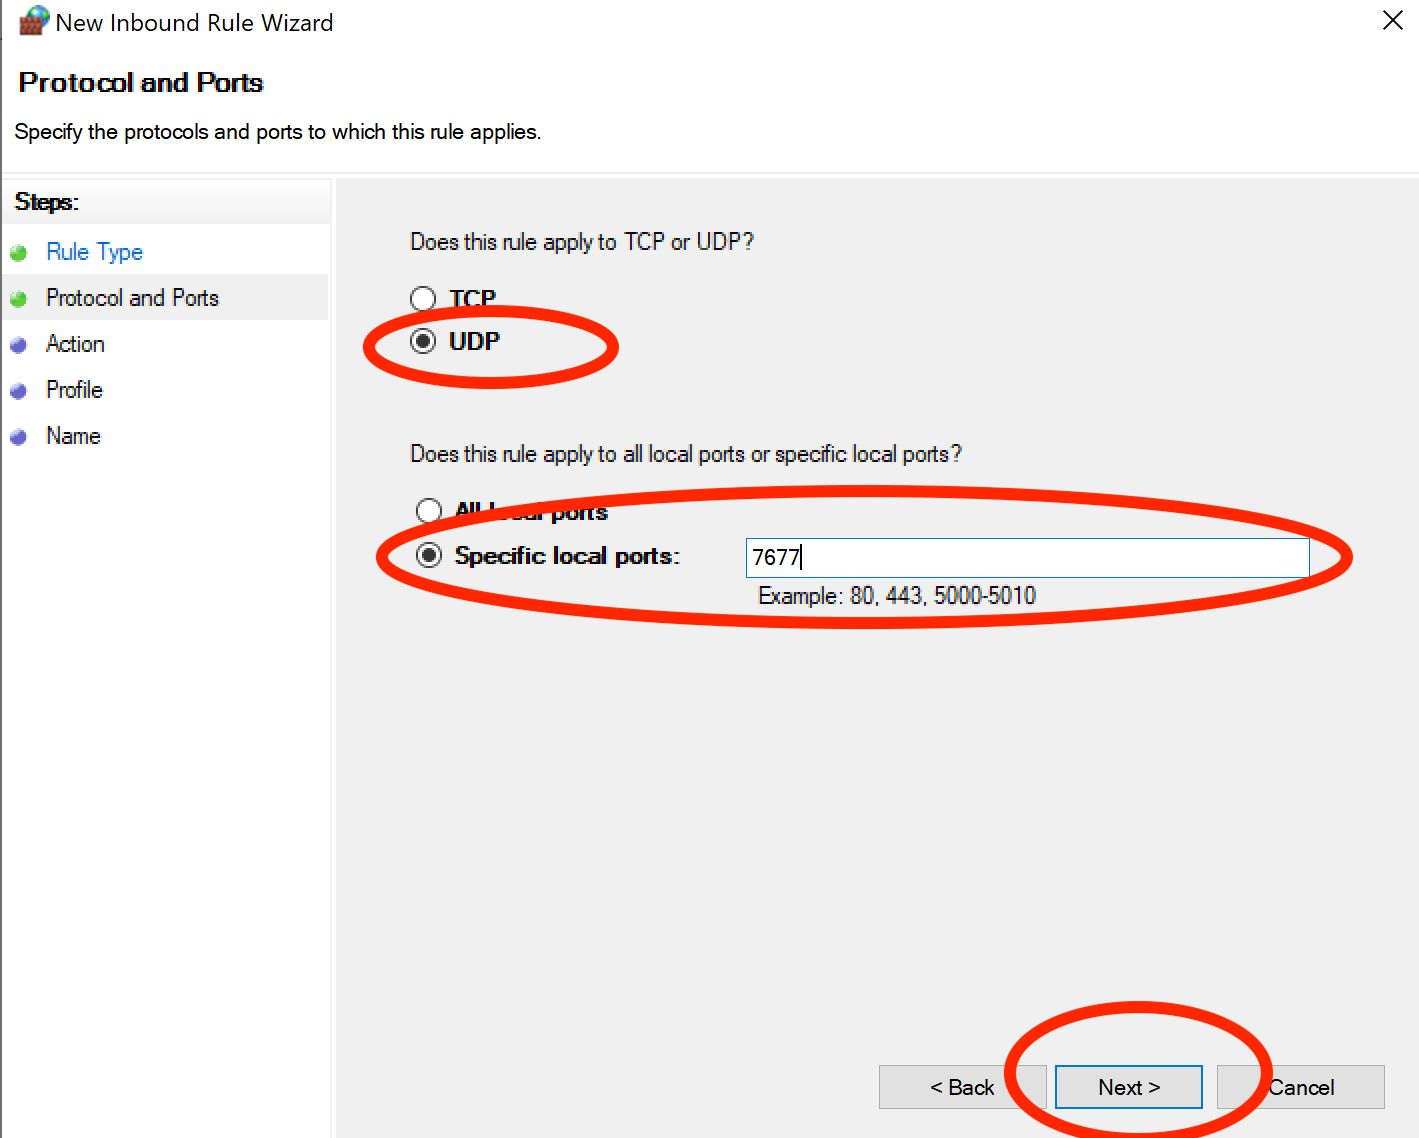 New Inbound Rule Wizard
Protocol and Ports
Specify the protocols and ports to which this rule applies.
Steps:
Rule Type
Protocol and Ports
Action
Profile
Name
Does this rule apply to TCP or UDP?
TCP
UDP
Does this rule apply to all local ports or specific local ports?
All local ports
Specific local ports:
7677
Example: 80, 443, 5000-5010
< Back
Next >
Cancel